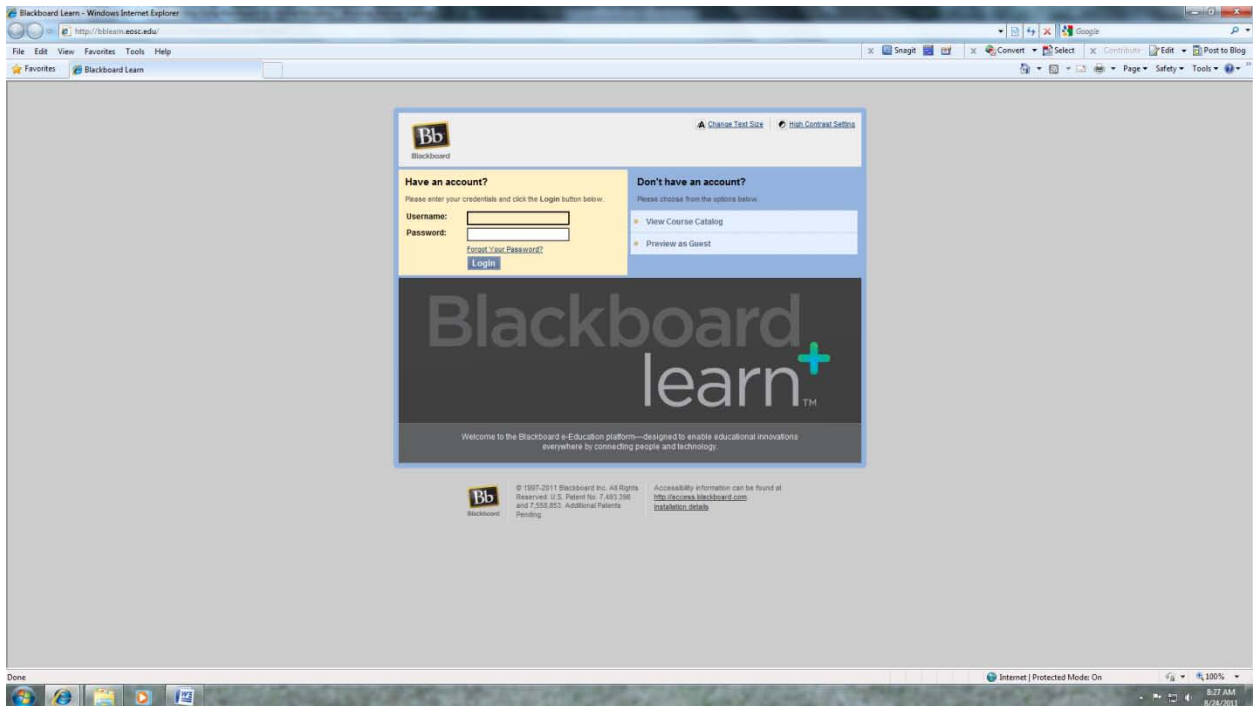 Blackboard Learn - Windows Internet Explorer
http://bblearn.eosc.edu/
Google
File Edit View Favorites Tools Help
x Snagit
x Convert Select
x Contribute Edit Post to Blog
Favorites Blackboard Learn
Page Safety Tools
Bb
Blackboard
A Change Text Size
High Contrast Setting
Have an account?
Please enter your credentials and click the Login button below.
Username:
Password:
Forgot Your Password?
Login
Don't have an account?
Please choose from the options below.
View Course Catalog
Preview as Guest
Blackboard
learn+ TM
Welcome to the Blackboard e-Education platform—designed to enable educational innovations
everywhere by connecting people and technology.
Bb
Blackboard
© 1997-2011 Blackboard Inc. All Rights
Reserved. U.S. Patent No. 7,493,396
and 7,558,853. Additional Patents
Pending.
Accessibility information can be found at
http://access.blackboard.com
Installation details
Done
Internet | Protected Mode: On
100%
8:27 AM
8/24/2011